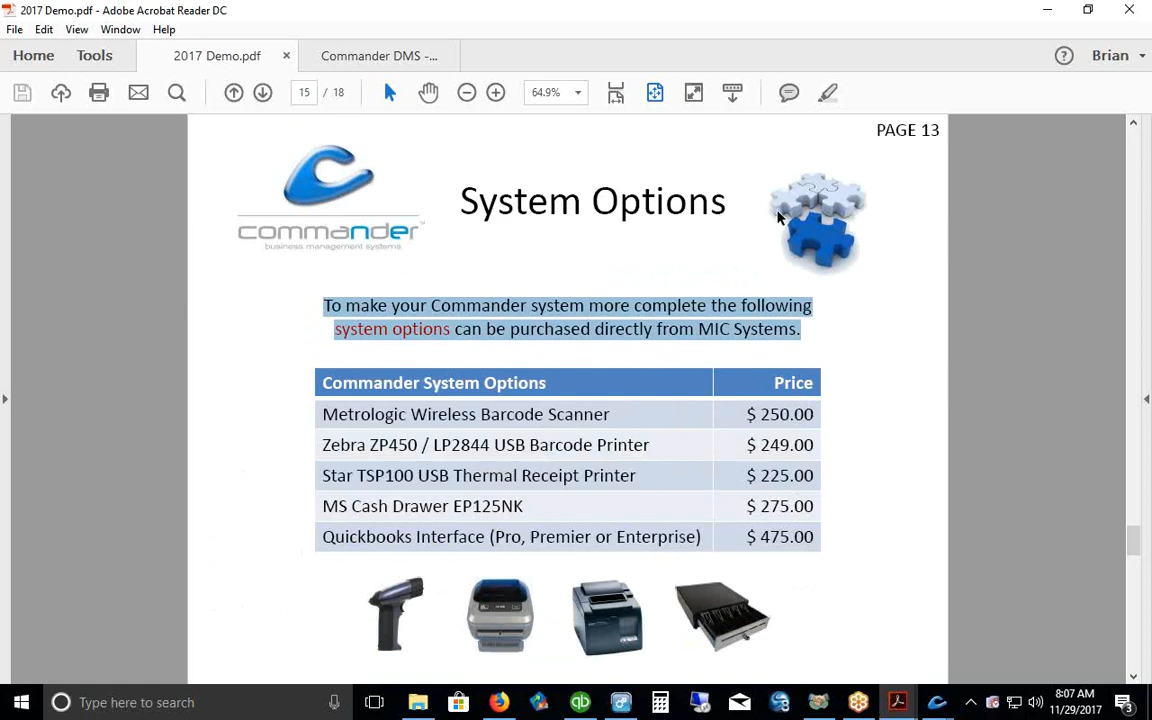 2017 Demo.pdf - Adobe Acrobat Reader DC
File Edit View Window Help
Home Tools 2017 Demo.pdf × Commander DMS -... ? Brian
15 / 18 64.9%
PAGE 13
commander™
business management systems
System Options
To make your Commander system more complete the following
system options can be purchased directly from MIC Systems.
Commander System Options Price
Metrologic Wireless Barcode Scanner $ 250.00
Zebra ZP450 / LP2844 USB Barcode Printer $ 249.00
Star TSP100 USB Thermal Receipt Printer $ 225.00
MS Cash Drawer EP125NK $ 275.00
Quickbooks Interface (Pro, Premier or Enterprise) $ 475.00
Type here to search
8:07 AM
11/29/2017
3